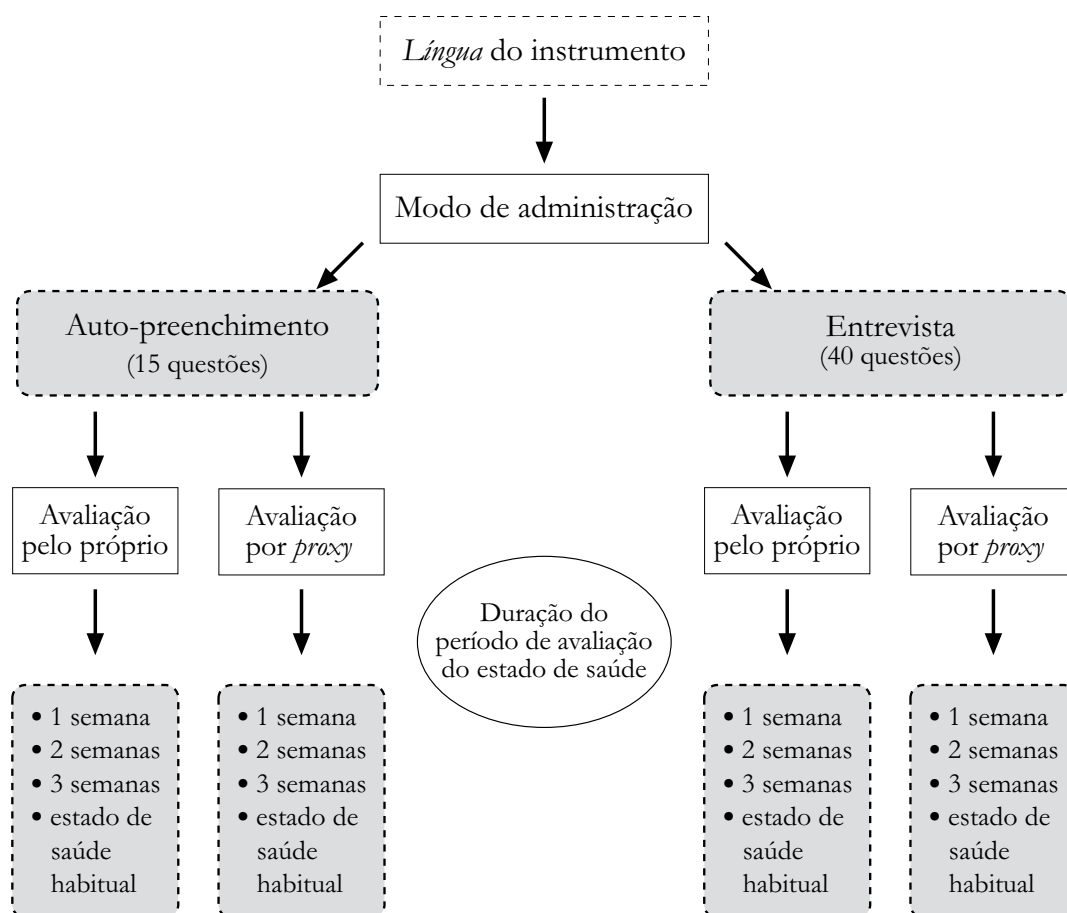 Língua do instrumento
Modo de administração
Auto-preenchimento
(15 questões)
Entrevista
(40 questões)
Avaliação
pelo próprio
Avaliação
por proxy
Avaliação
pelo próprio
Avaliação
por proxy
Duração do
período de avaliação
do estado de saúde
• 1 semana
• 2 semanas
• 3 semanas
• estado de
saúde
habitual
• 1 semana
• 2 semanas
• 3 semanas
• estado de
saúde
habitual
• 1 semana
• 2 semanas
• 3 semanas
• estado de
saúde
habitual
• 1 semana
• 2 semanas
• 3 semanas
• estado de
saúde
habitual